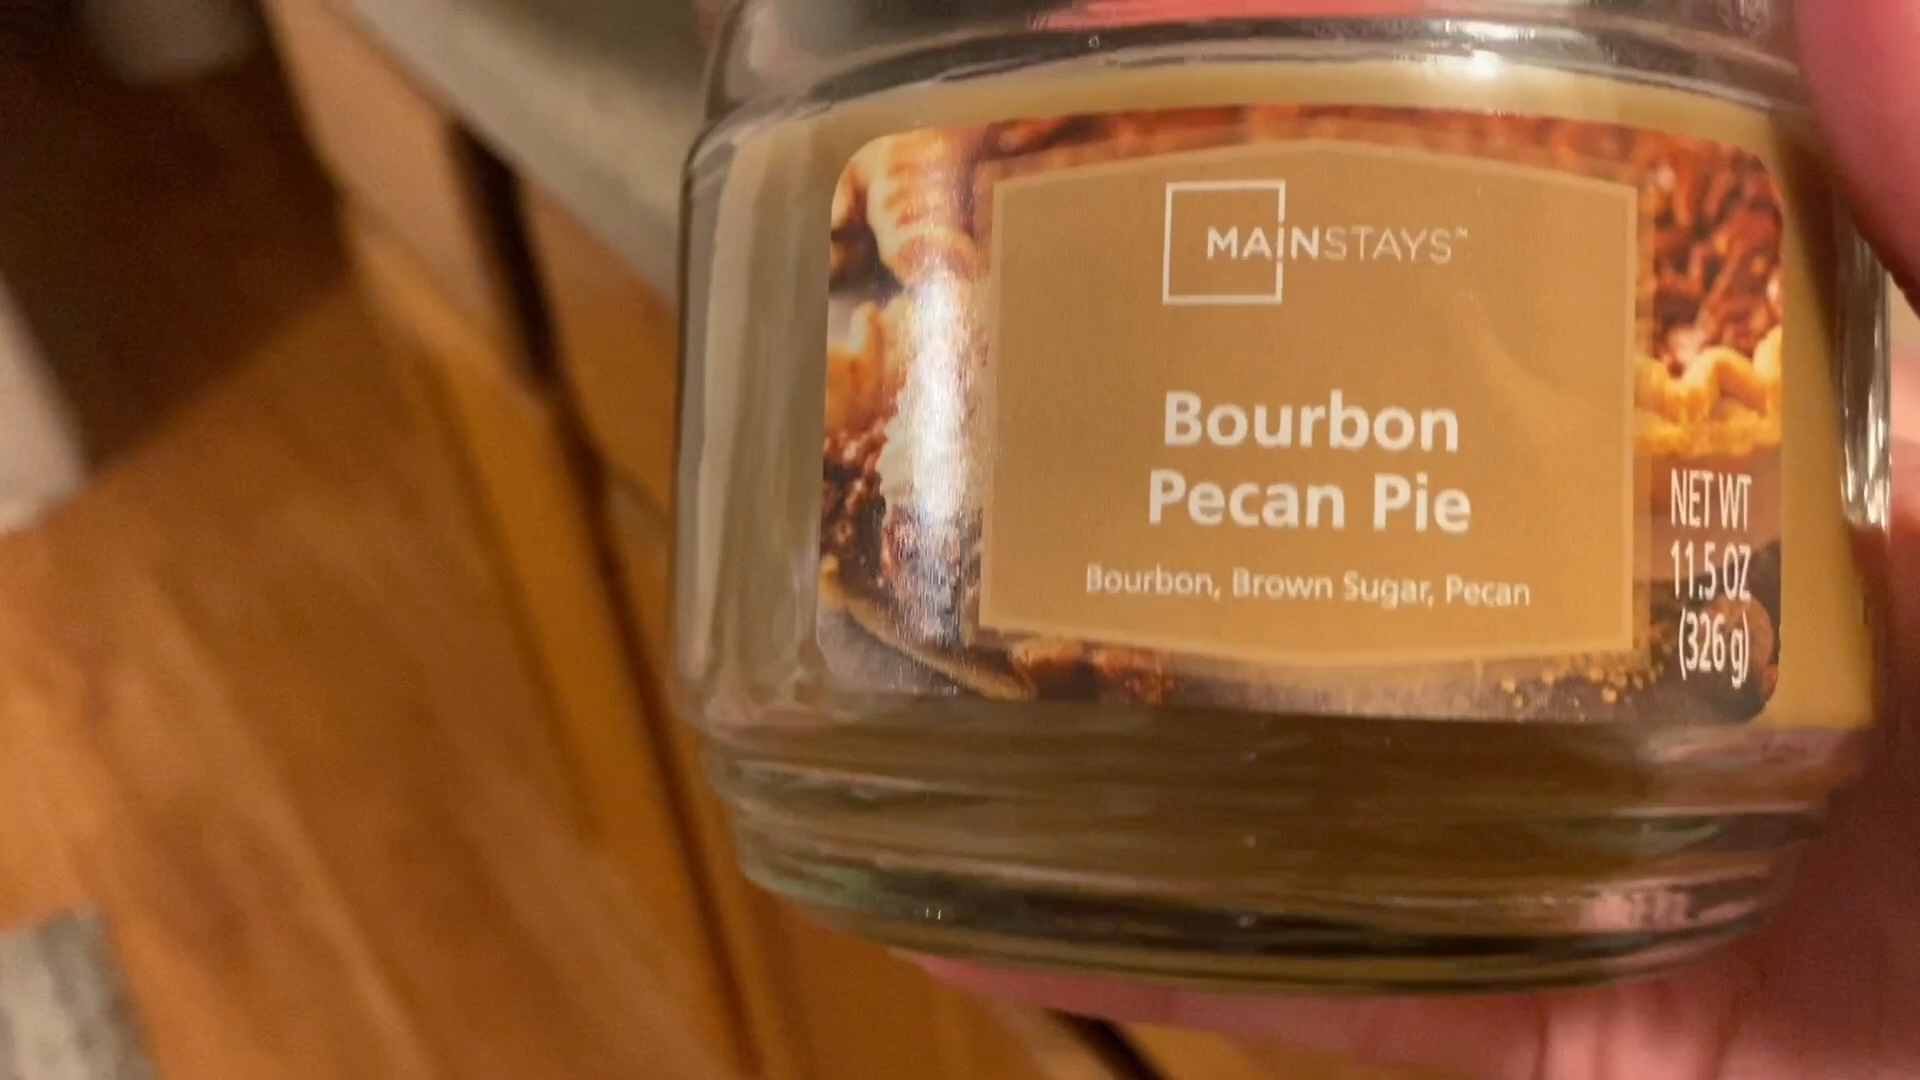 MAINSTAYS™
Bourbon
Pecan Pie
Bourbon, Brown Sugar, Pecan
NET WT
11.5 OZ
(326 g)